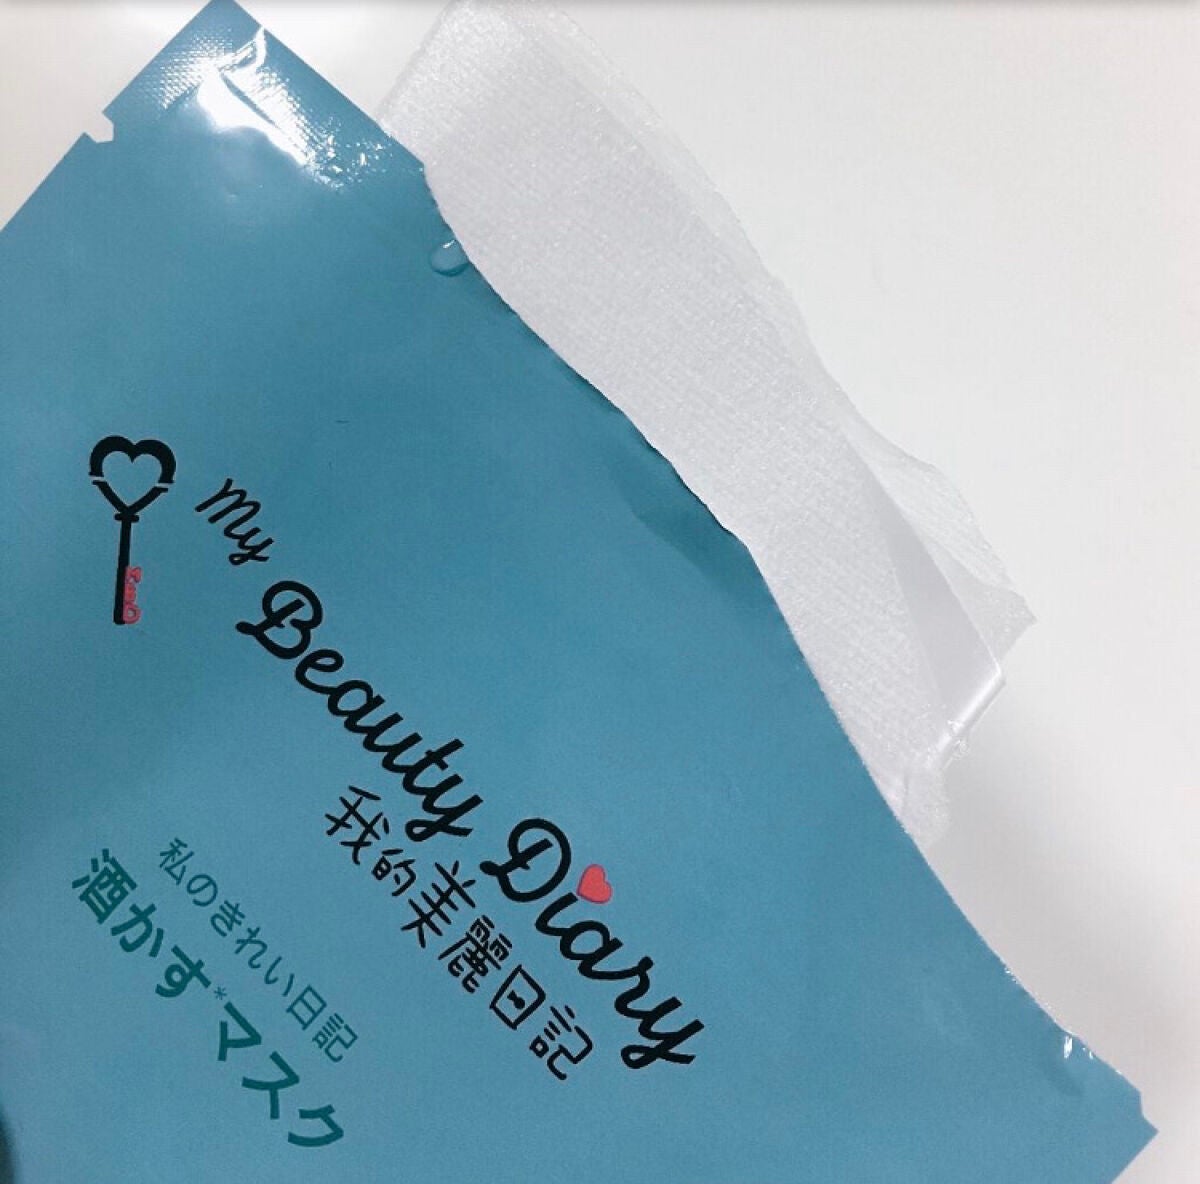 My
Beauty Diary
我的美麗日記
私のきれい日記
酒かす*マスク